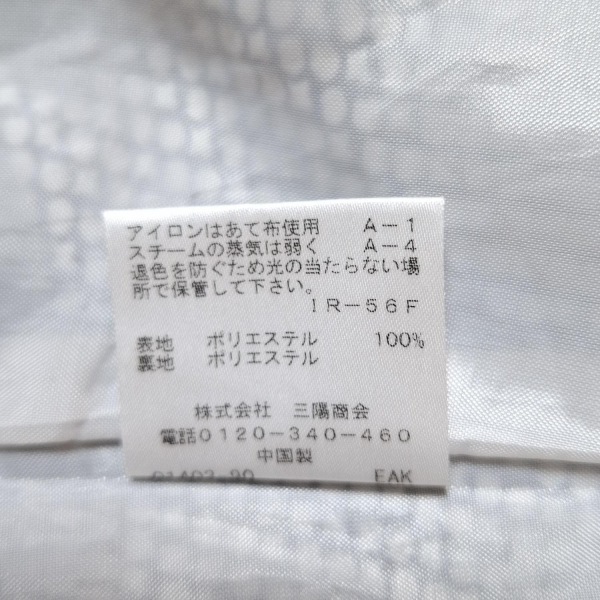 アイロンはあて布使用 A-1
スチームの蒸気は弱く A-4
退色を防ぐため光の当たらない場
所で保管して下さい。
IR-56F
表地 ポリエステル 100%
裏地 ポリエステル
株式会社 三陽商会
電話0120-340-460
中国製
01402-90 EAK